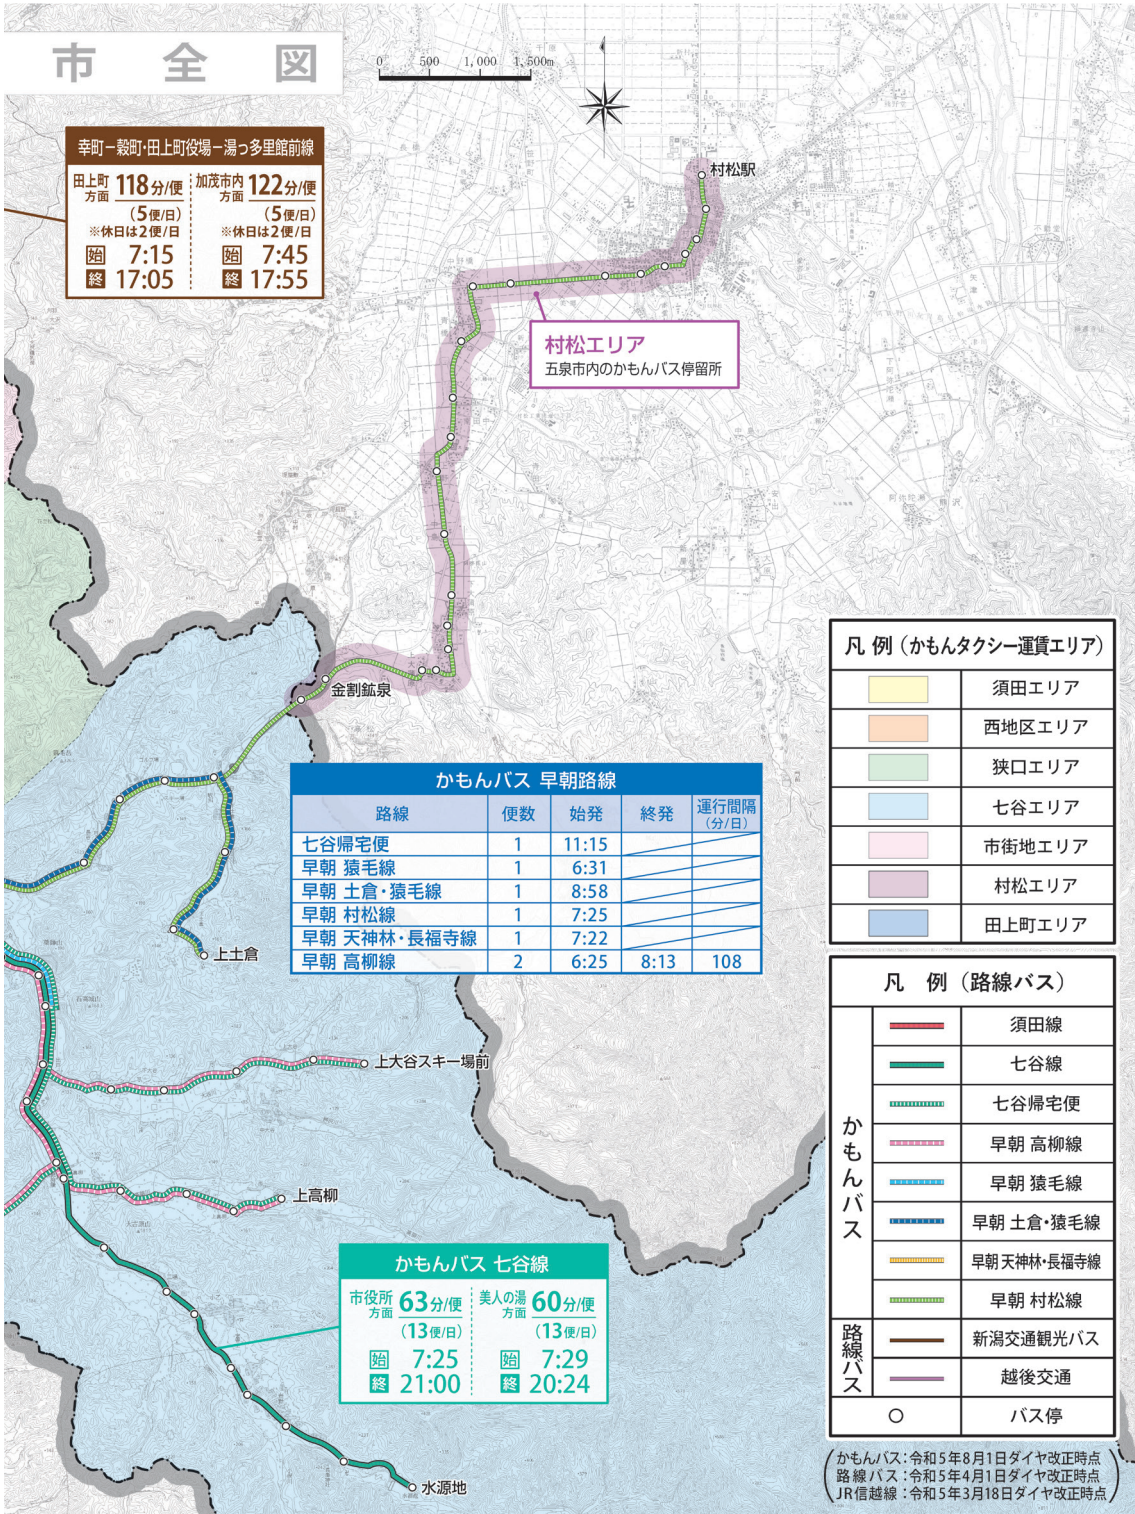 市 全 図
0 500 1,000 1,500m
幸町ー穀町・田上町役場ー湯っ多里館前線
田上町方面 118分/便
(5便/日)
※休日は2便/日
始 7:15
終 17:05
加茂市内方面 122分/便
(5便/日)
※休日は2便/日
始 7:45
終 17:55
村松駅
村松エリア
五泉市内のかもんバス停留所
金割鉱泉
凡 例（かもんタクシー運賃エリア）
須田エリア
西地区エリア
狭口エリア
七谷エリア
市街地エリア
村松エリア
田上町エリア
かもんバス 早朝路線
路線 便数 始発 終発 運行間隔(分/日)
七谷帰宅便 1 11:15
早朝 猿毛線 1 6:31
早朝 土倉・猿毛線 1 8:58
早朝 村松線 1 7:25
早朝 天神林・長福寺線 1 7:22
早朝 高柳線 2 6:25 8:13 108
上土倉
上大谷スキー場前
上高柳
凡 例（路線バス）
かもんバス
須田線
七谷線
七谷帰宅便
早朝 高柳線
早朝 猿毛線
早朝 土倉・猿毛線
早朝 天神林・長福寺線
早朝 村松線
路線バス
新潟交通観光バス
越後交通
バス停
かもんバス 七谷線
市役所方面 63分/便
(13便/日)
始 7:25
終 21:00
美人の湯方面 60分/便
(13便/日)
始 7:29
終 20:24
水源地
かもんバス：令和5年8月1日ダイヤ改正時点
路線バス：令和5年4月1日ダイヤ改正時点
JR信越線：令和5年3月18日ダイヤ改正時点